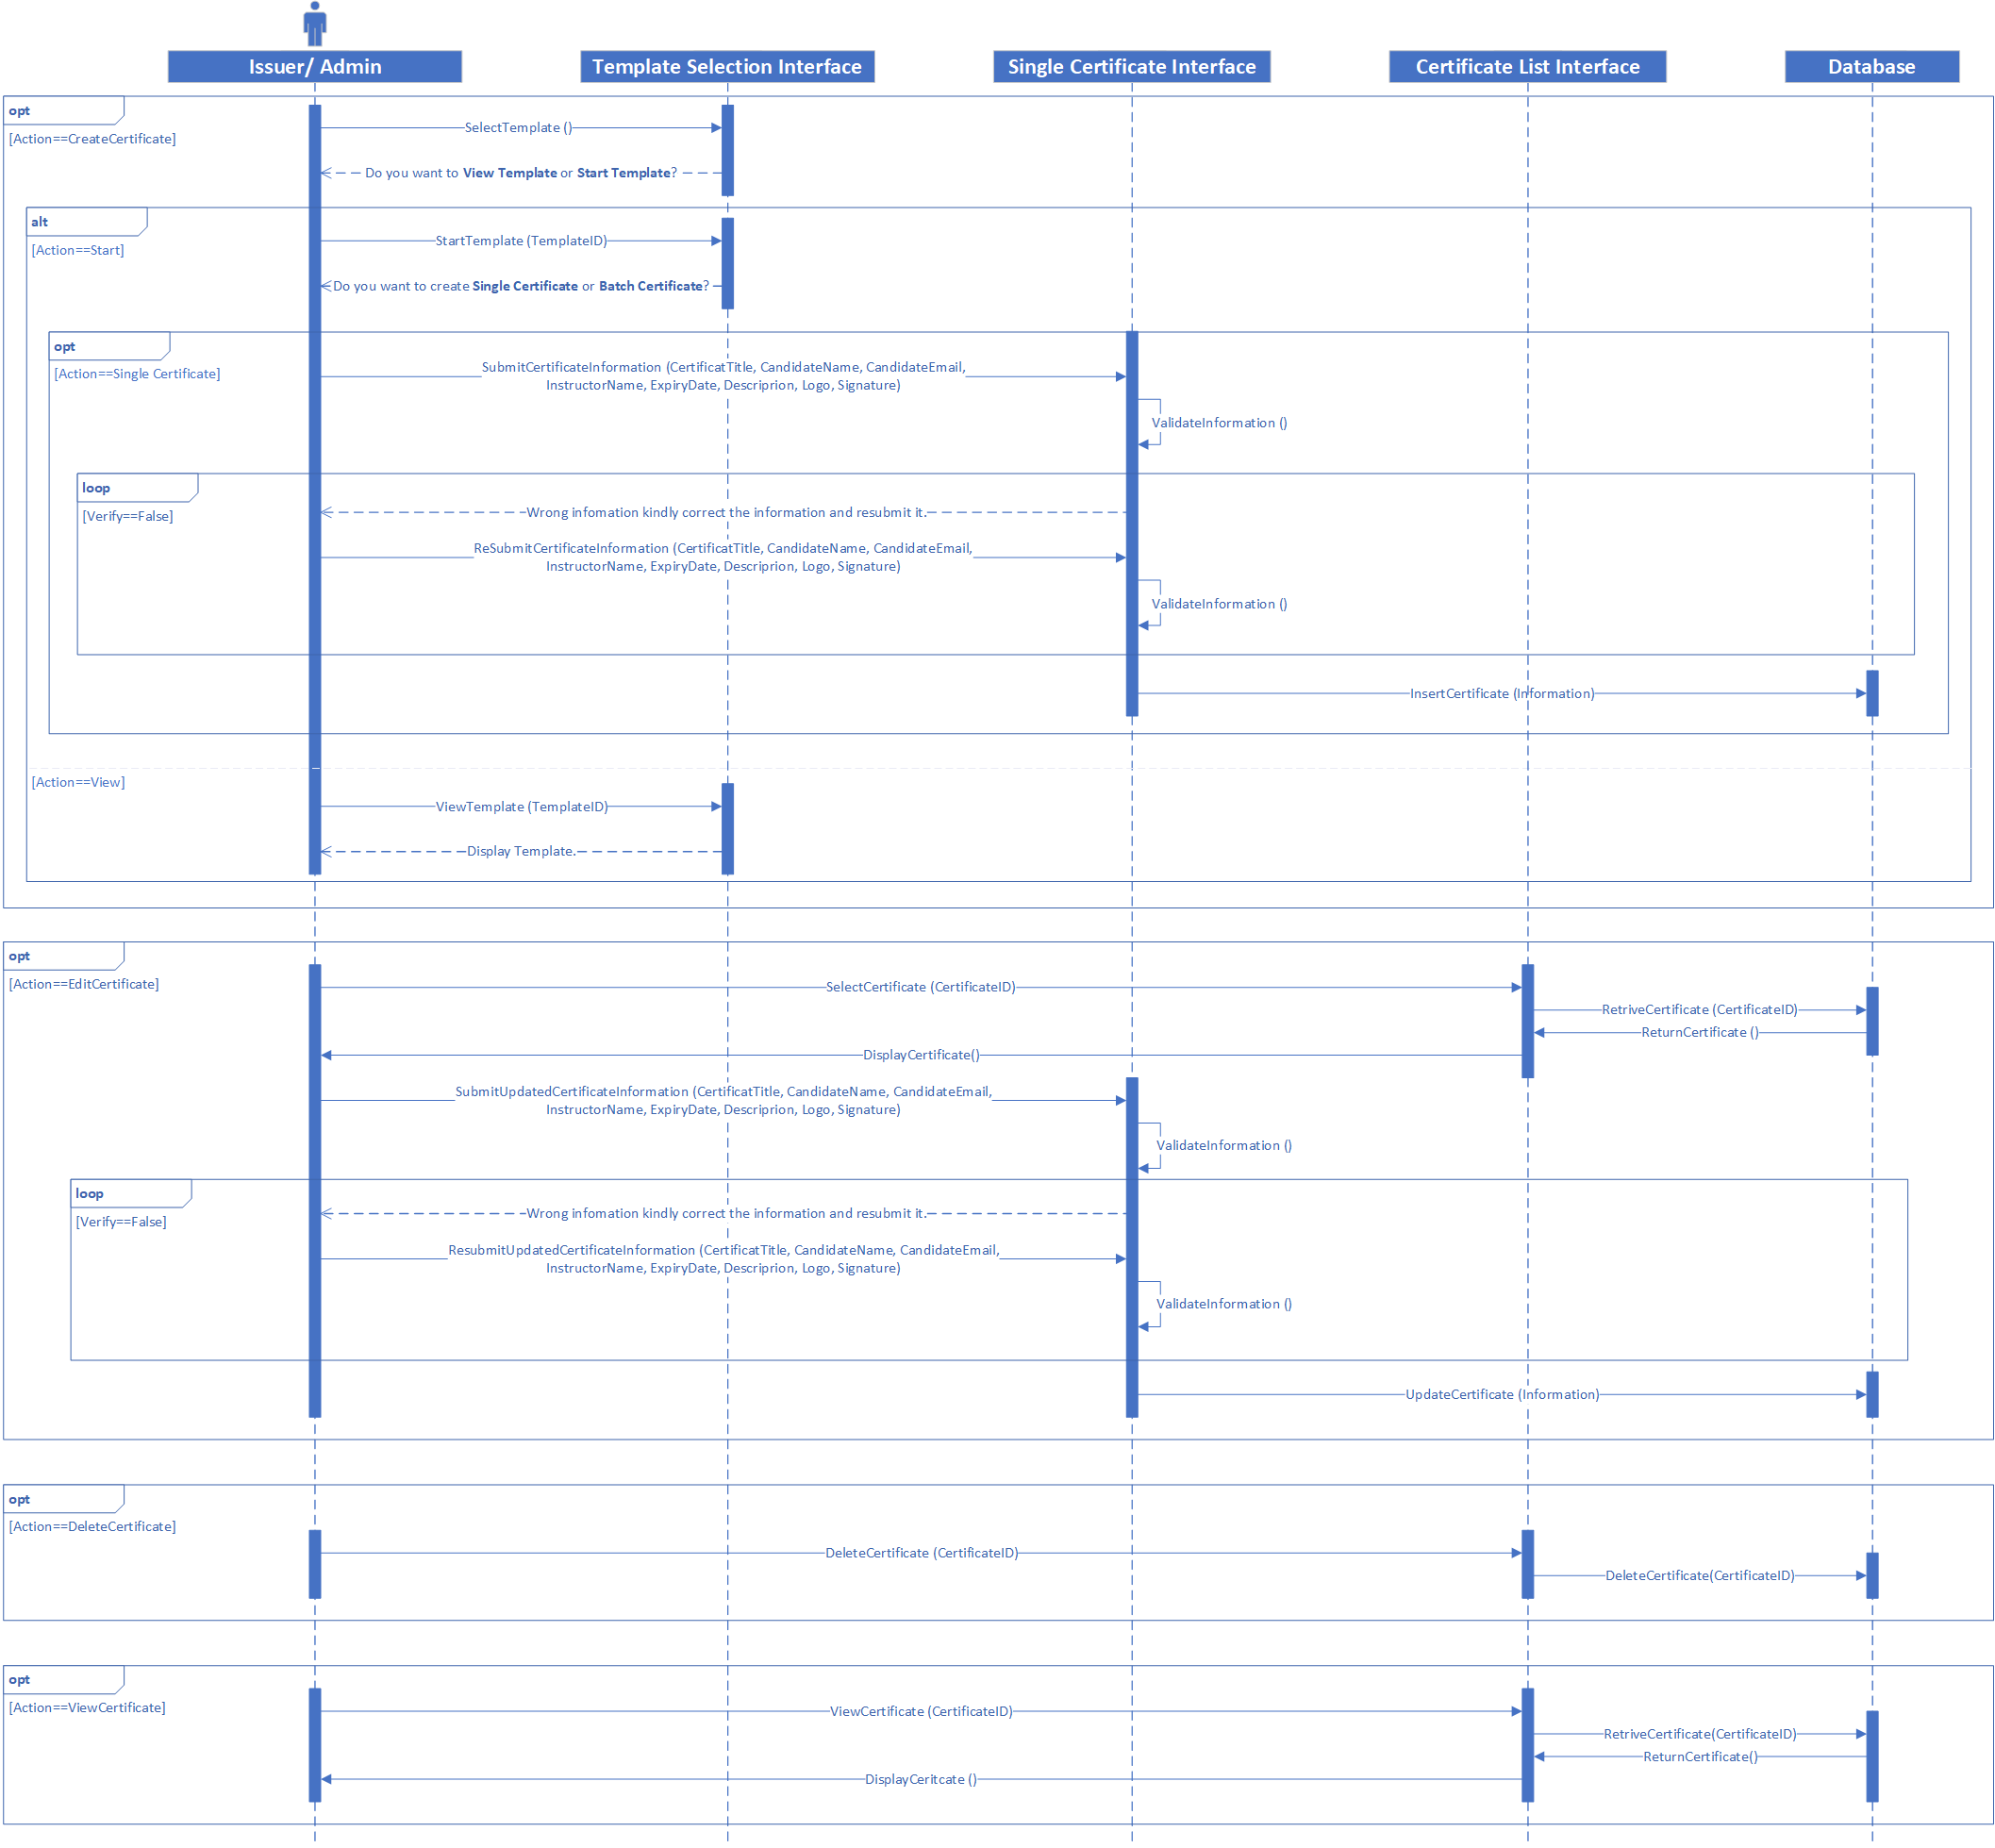 Issuer/ Admin
Template Selection Interface
Single Certificate Interface
Certificate List Interface
Database
opt
[Action==CreateCertificate]
SelectTemplate ()
Do you want to View Template or Start Template?
alt
[Action==Start]
StartTemplate (TemplateID)
Do you want to create Single Certificate or Batch Certificate?
opt
[Action==Single Certificate]
SubmitCertificateInformation (CertificatTitle, CandidateName, CandidateEmail,
InstructorName, ExpiryDate, Descriprion, Logo, Signature)
ValidateInformation ()
loop
[Verify==False]
Wrong infomation kindly correct the information and resubmit it.
ReSubmitCertificateInformation (CertificatTitle, CandidateName, CandidateEmail,
InstructorName, ExpiryDate, Descriprion, Logo, Signature)
ValidateInformation ()
InsertCertificate (Information)
[Action==View]
ViewTemplate (TemplateID)
Display Template.
opt
[Action==EditCertificate]
SelectCertificate (CertificateID)
RetriveCertificate (CertificateID)
ReturnCertificate ()
DisplayCertificate()
SubmitUpdatedCertificateInformation (CertificatTitle, CandidateName, CandidateEmail,
InstructorName, ExpiryDate, Descriprion, Logo, Signature)
ValidateInformation ()
loop
[Verify==False]
Wrong infomation kindly correct the information and resubmit it.
ResubmitUpdatedCertificateInformation (CertificatTitle, CandidateName, CandidateEmail,
InstructorName, ExpiryDate, Descriprion, Logo, Signature)
ValidateInformation ()
UpdateCertificate (Information)
opt
[Action==DeleteCertificate]
DeleteCertificate (CertificateID)
DeleteCertificate(CertificateID)
opt
[Action==ViewCertificate]
ViewCertificate (CertificateID)
RetriveCertificate(CertificateID)
ReturnCertificate()
DisplayCeritcate ()